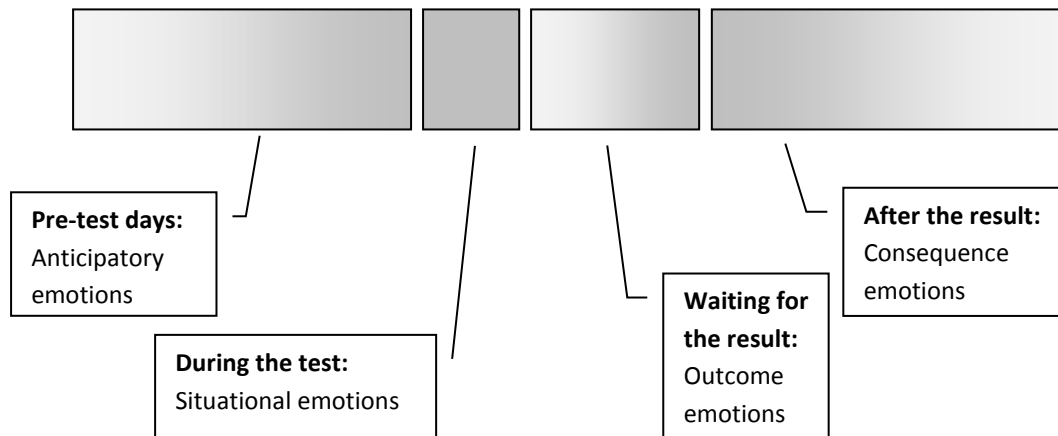 Pre-test days:
Anticipatory
emotions
During the test:
Situational emotions
Waiting for
the result:
Outcome
emotions
After the result:
Consequence
emotions